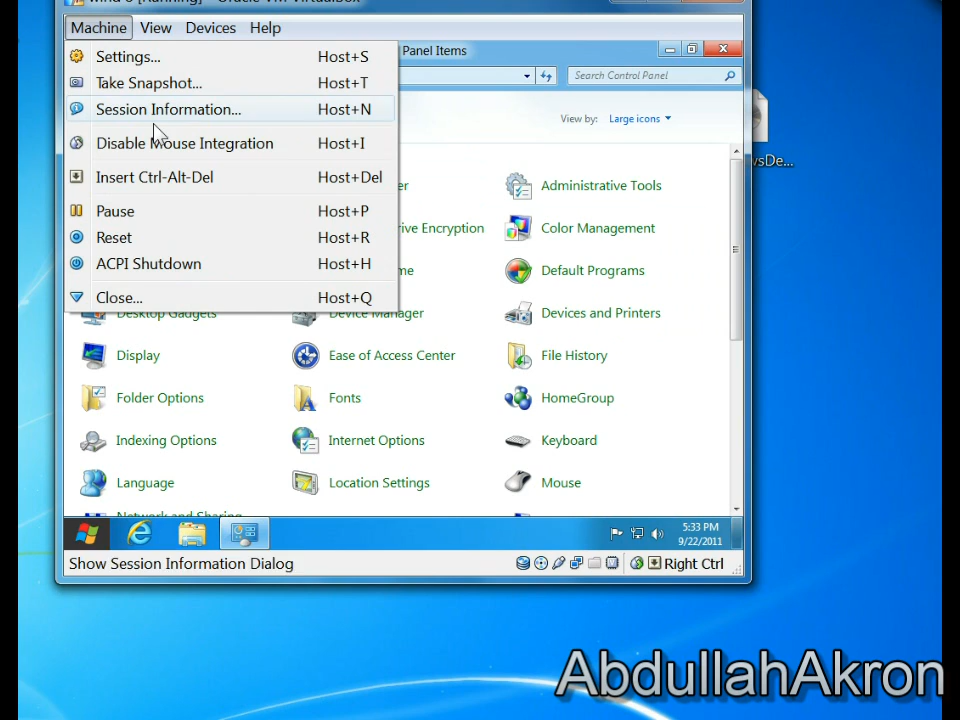 Machine View Devices Help
Settings... Host+S
Take Snapshot... Host+T
Session Information... Host+N
Disable Mouse Integration Host+I
Insert Ctrl-Alt-Del Host+Del
Pause Host+P
Reset Host+R
ACPI Shutdown Host+H
Close... Host+Q
Panel Items
Search Control Panel
View by: Large icons
Administrative Tools
Color Management
Default Programs
Desktop Gadgets Device Manager Devices and Printers
Display Ease of Access Center File History
Folder Options Fonts HomeGroup
Indexing Options Internet Options Keyboard
Language Location Settings Mouse
Network and Sharing
5:33 PM
9/22/2011
Show Session Information Dialog Right Ctrl
AbdullahAkron